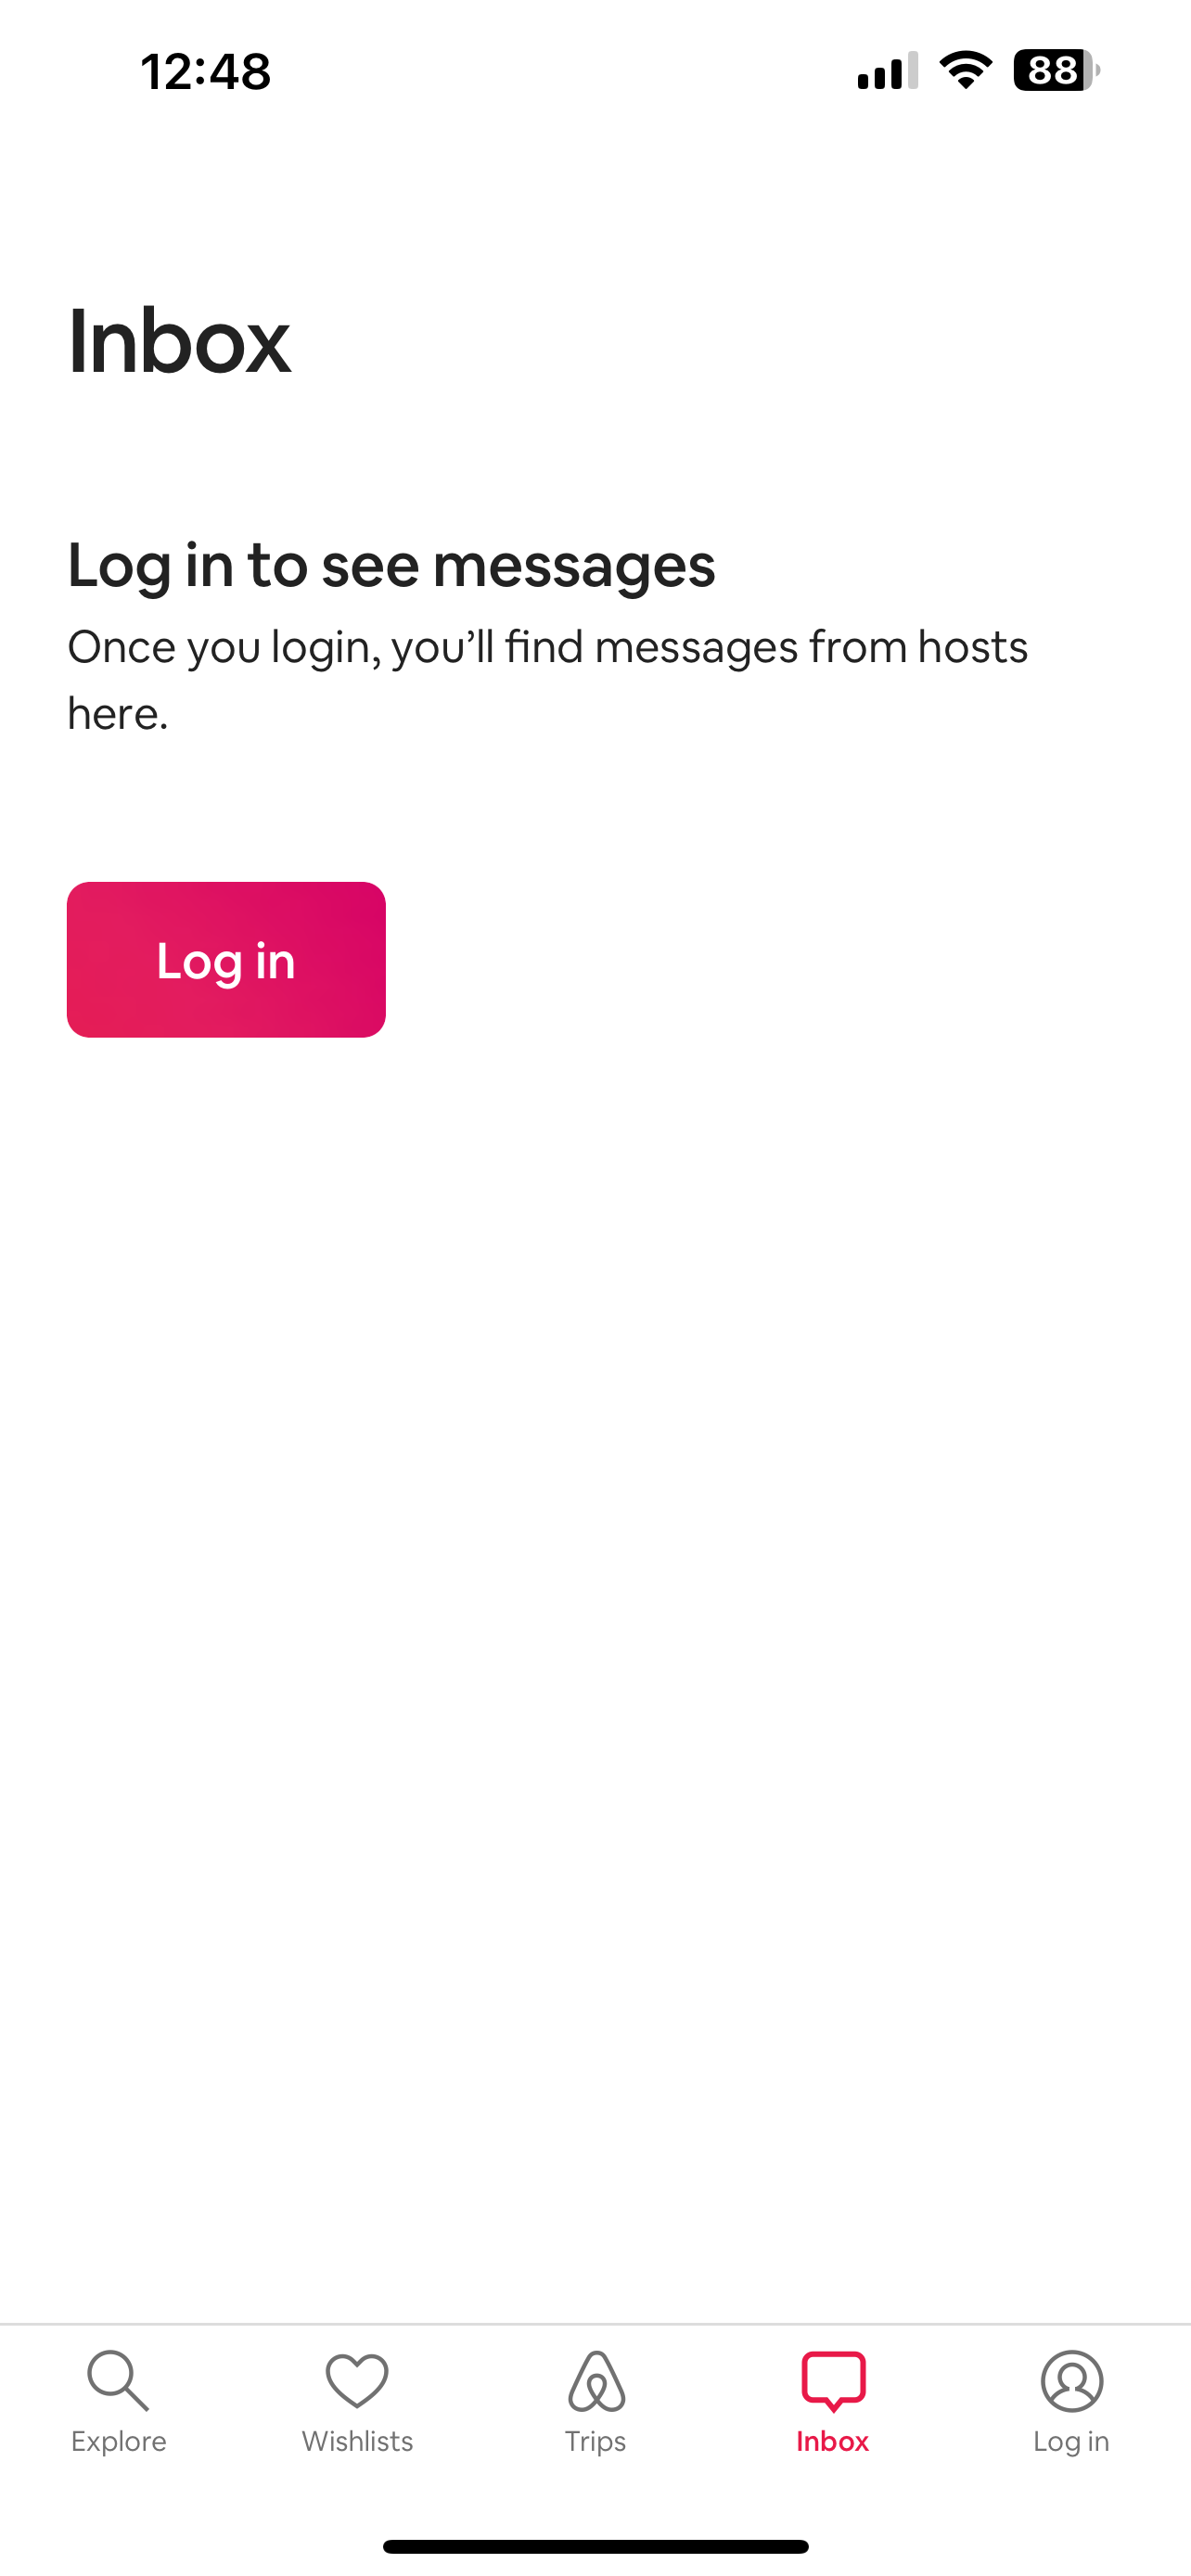 12:48
88
Inbox
Log in to see messages
Once you login, you’ll find messages from hosts
here.
Log in
Explore
Wishlists
Trips
Inbox
Log in